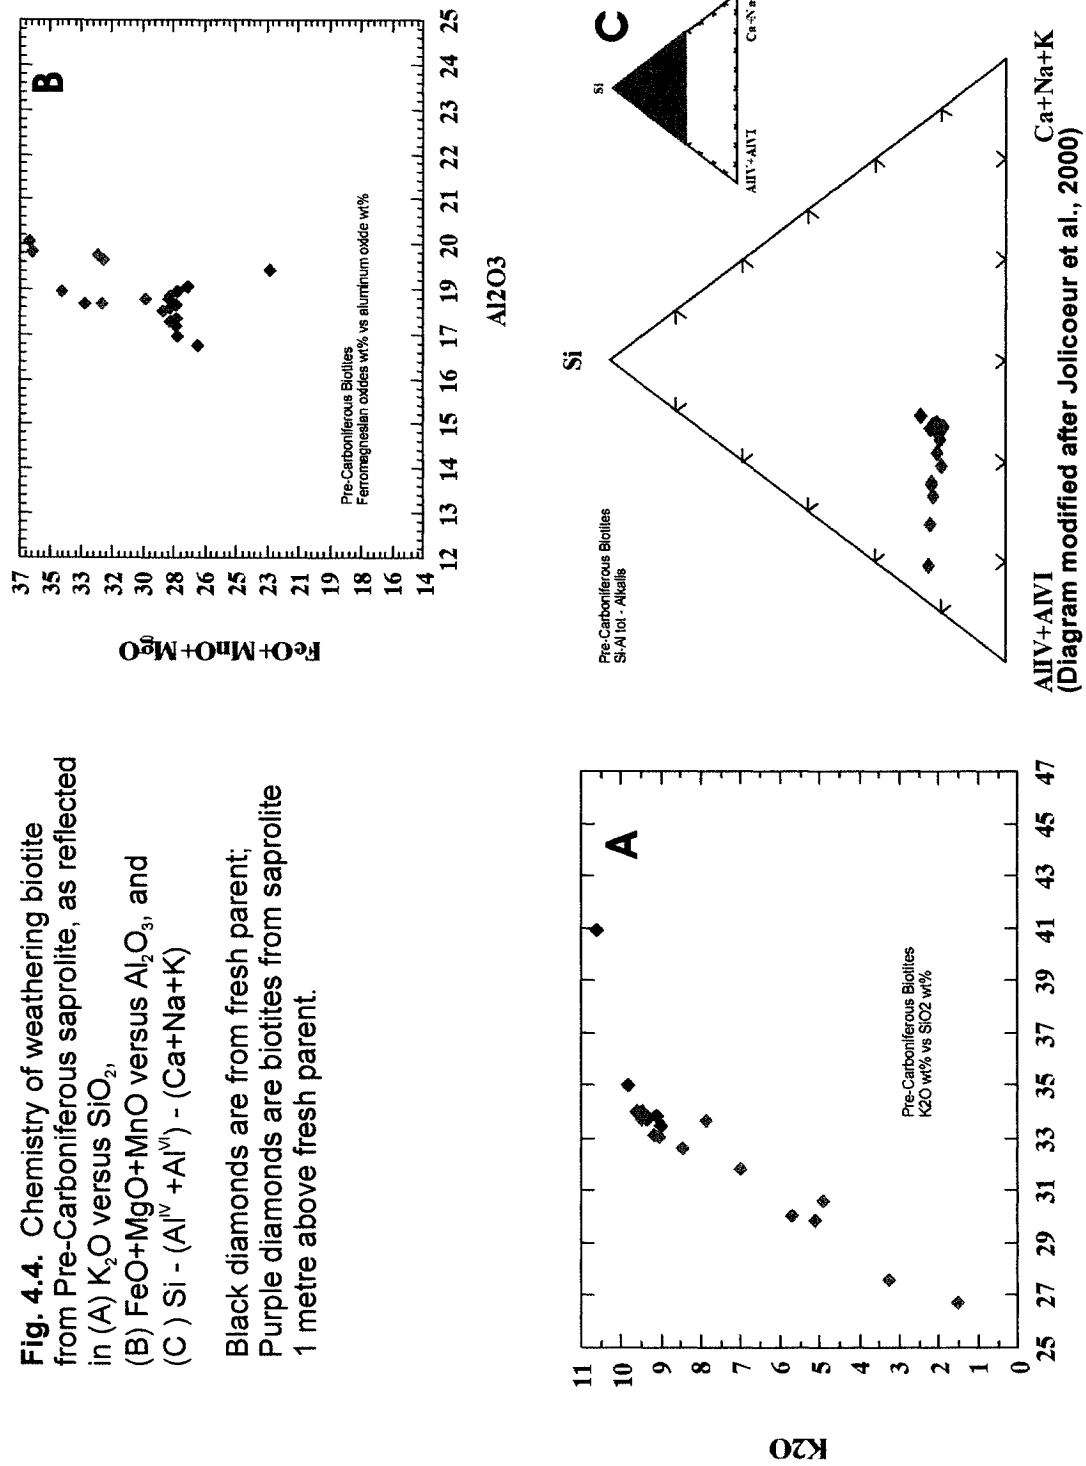 Fig. 4.4. Chemistry of weathering biotite
from Pre-Carboniferous saprolite, as reflected
in (A) K₂O versus SiO₂,
(B) FeO+MgO+MnO versus Al₂O₃, and
(C ) Si - (Al^IV +Al^VI) - (Ca+Na+K)
Black diamonds are from fresh parent;
Purple diamonds are biotites from saprolite
1 metre above fresh parent.
B
FeO+MnO+MgO
37
35
33
32
30
28
26
25
23
21
19
18
16
14
Pre-Carboniferous Biotites
Ferromagnesian oxides wt% vs aluminum oxide wt%
12 13 14 15 16 17 18 19 20 21 22 23 24 25
Al2O3
A
K2O
11
10
9
8
7
6
5
4
3
2
1
0
Pre-Carboniferous Biotites
K2O wt% vs SiO2 wt%
25 27 29 31 33 35 37 39 41 43 45 47
C
Si
AlIV+AlVI
Ca+Na
Pre-Carboniferous Biotites
Si-Al tot - Alkalis
Si
AlIV+AlVI
Ca+Na+K
(Diagram modified after Jolicoeur et al., 2000)